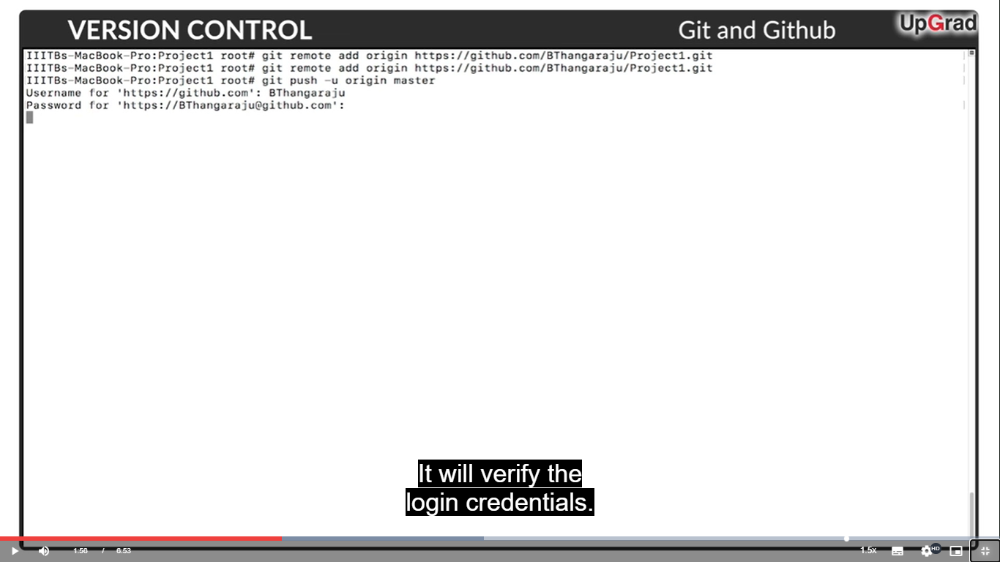 VERSION CONTROL
Git and Github
UpGrad
IIITBs-MacBook-Pro:Project1 root# git remote add origin https://github.com/BThangaraju/Project1.git
IIITBs-MacBook-Pro:Project1 root# git remote add origin https://github.com/BThangaraju/Project1.git
IIITBs-MacBook-Pro:Project1 root# git push -u origin master
Username for 'https://github.com': BThangaraju
Password for 'https://BThangaraju@github.com':
It will verify the
login credentials.
1:56 / 6:53
1.5x
HD